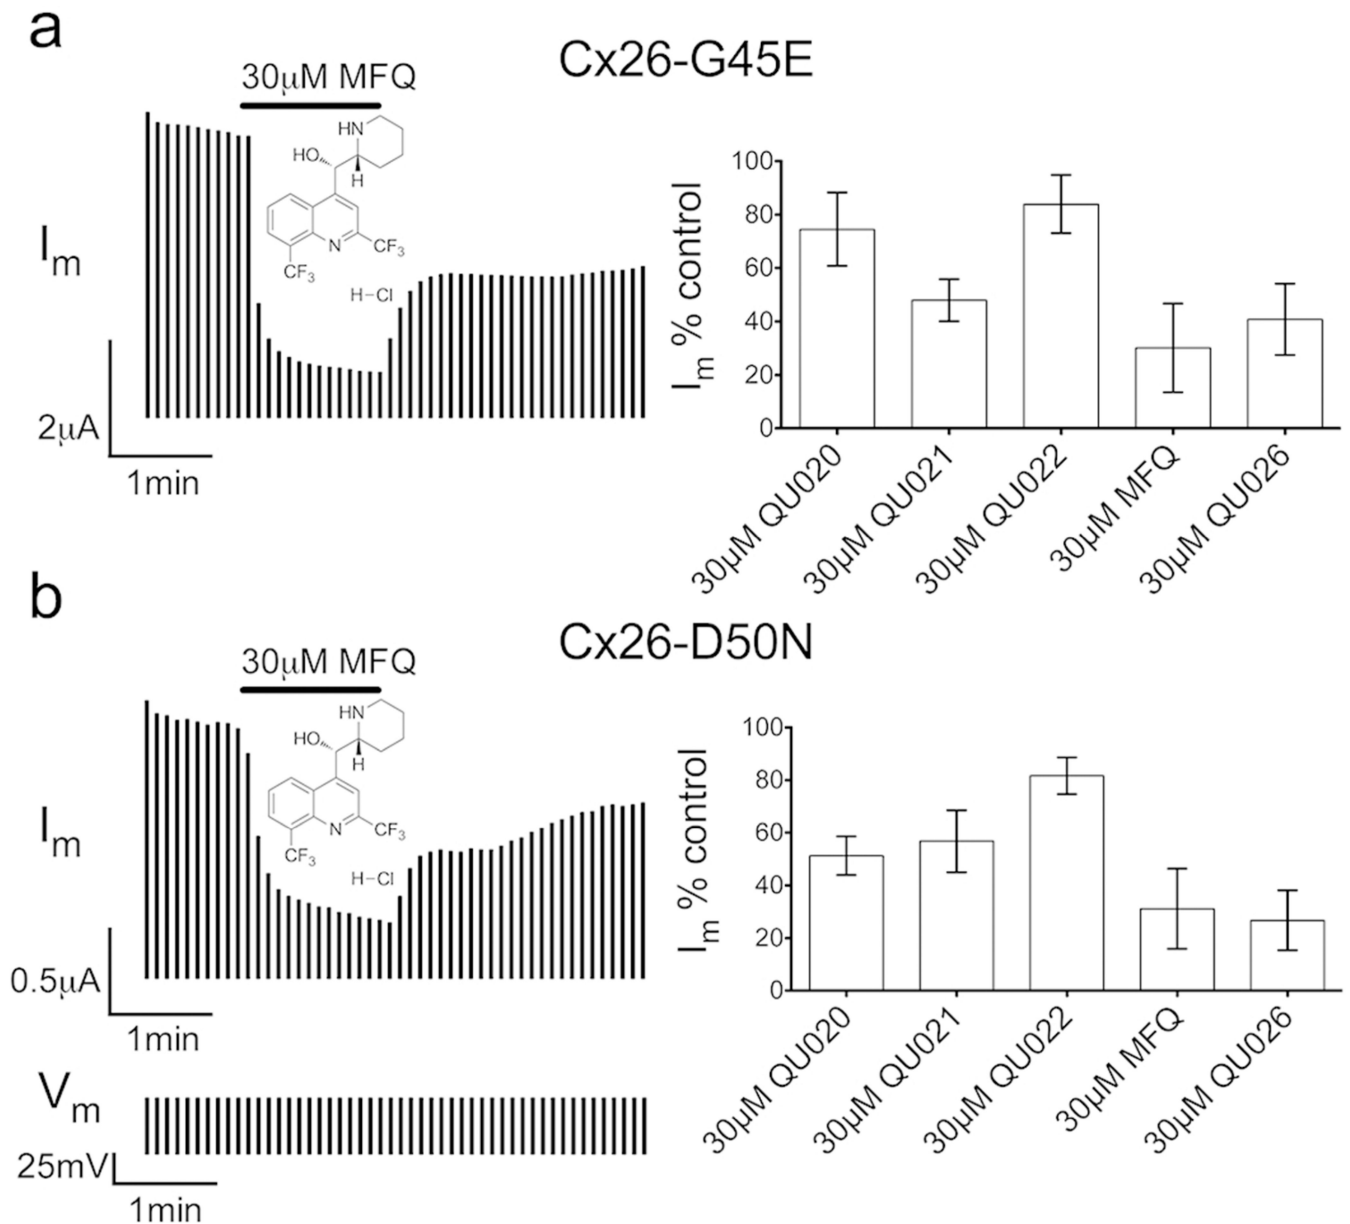 a
Cx26-G45E
30µM MFQ
HN
HO
H
N
CF3
CF3
H-Cl
Im
2µA
1min
Im % control
100
80
60
40
20
0
30µM QU020
30µM QU021
30µM QU022
30µM MFQ
30µM QU026
b
Cx26-D50N
30µM MFQ
HN
HO
H
N
CF3
CF3
H-Cl
Im
0.5µA
1min
Vm
25mV
1min
Im % control
100
80
60
40
20
0
30µM QU020
30µM QU021
30µM QU022
30µM MFQ
30µM QU026